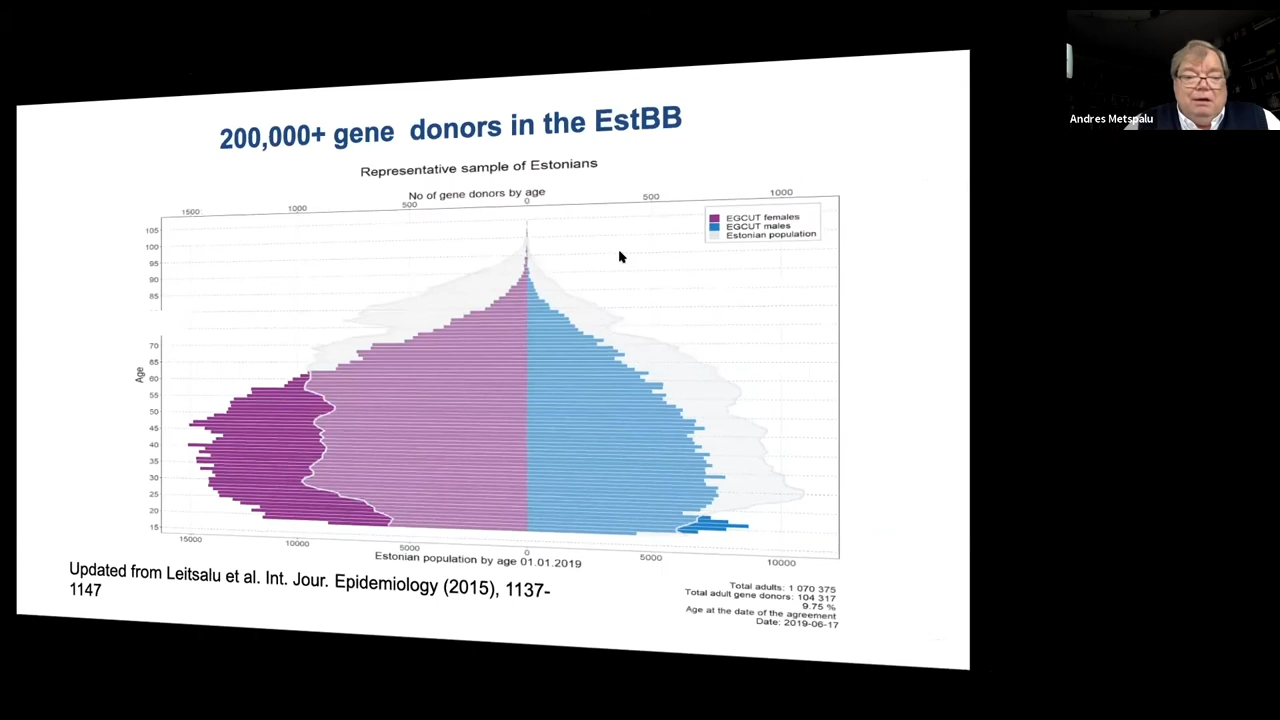 200,000+ gene donors in the EstBB
Representative sample of Estonians
No of gene donors by age
1500 1000 500 0 500 1000
EGCUT females
EGCUT males
Estonian population
105
100
95
90
85
70
65
60
55
50
45
40
35
30
25
20
15
Age
15000 10000 5000 0 5000 10000
Estonian population by age 01.01.2019
Updated from Leitsalu et al. Int. Jour. Epidemiology (2015), 1137-
1147
Total adults: 1 070 375
Total adult gene donors: 104 317
9.75 %
Age at the date of the agreement
Date: 2019-06-17
Andres Metspalu